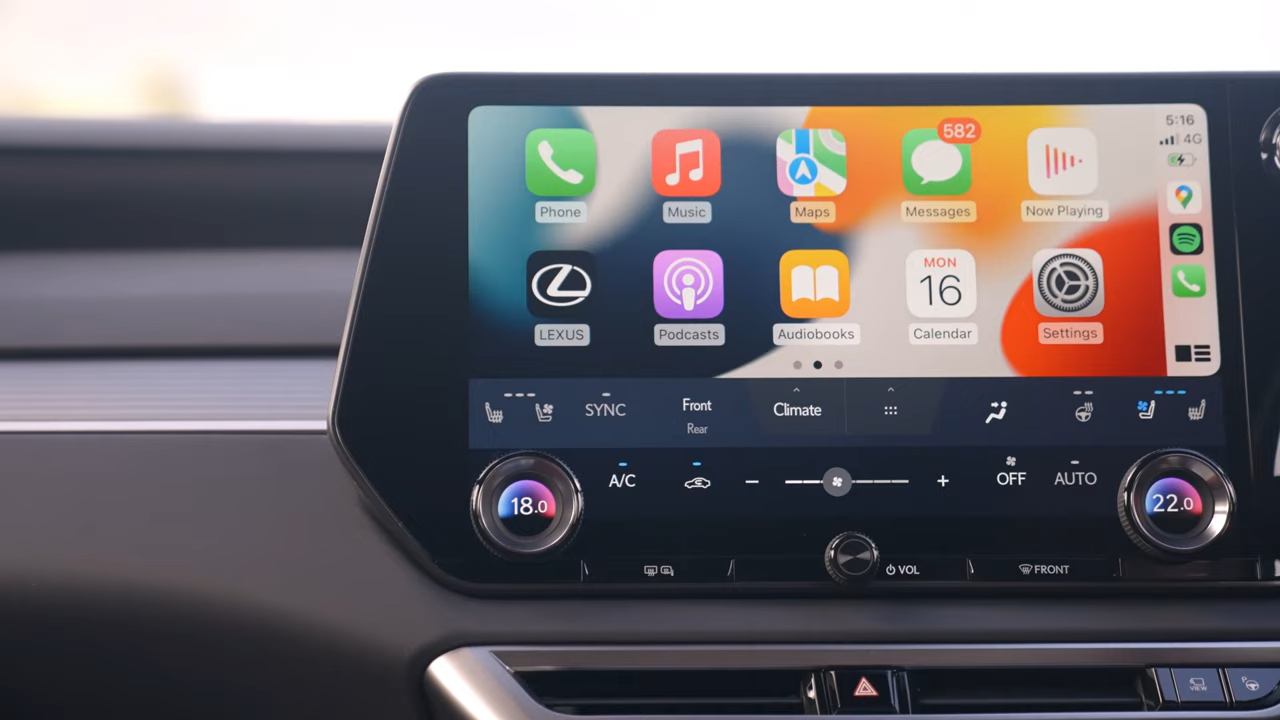 582
5:16
4G
Phone
Music
Maps
Messages
Now Playing
MON
16
LEXUS
Podcasts
Audiobooks
Calendar
Settings
SYNC
Front
Rear
Climate
A/C
OFF
AUTO
18.0
22.0
VOL
FRONT
VIEW